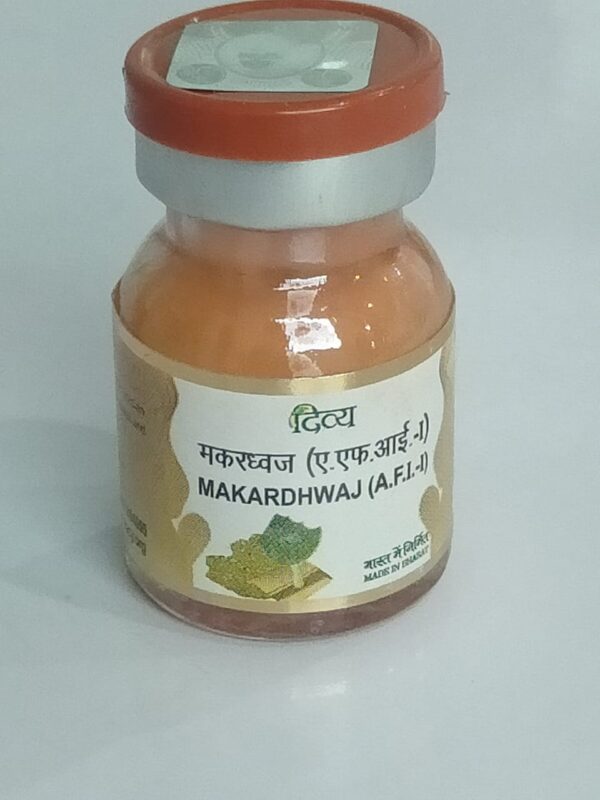 दिव्य
मकरध्वज (ए.एफ.आई.-I)
MAKARDHWAJ (A.F.I.-I)
भारत में निर्मित
MADE IN BHARAT